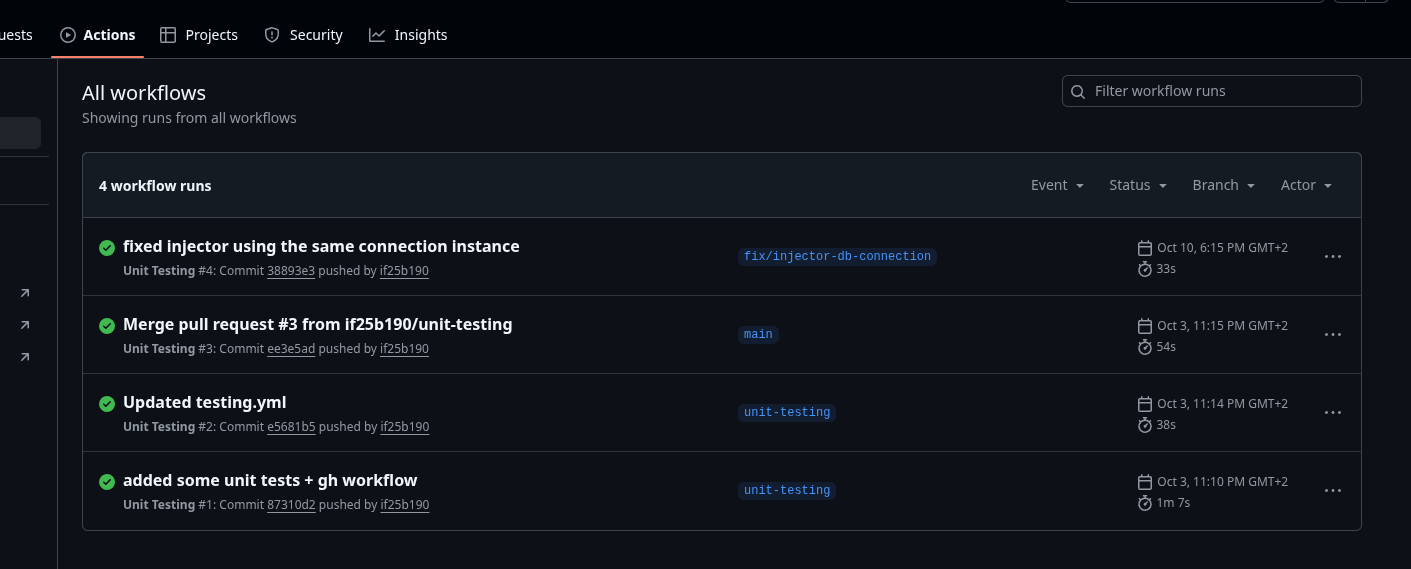 uests Actions Projects Security Insights
All workflows
Filter workflow runs
Showing runs from all workflows
4 workflow runs Event Status Branch Actor
fixed injector using the same connection instance
Unit Testing #4: Commit 38893e3 pushed by if25b190
fix/injector-db-connection
Oct 10, 6:15 PM GMT+2
33s
Merge pull request #3 from if25b190/unit-testing
Unit Testing #3: Commit ee3e5ad pushed by if25b190
main
Oct 3, 11:15 PM GMT+2
54s
Updated testing.yml
Unit Testing #2: Commit e5681b5 pushed by if25b190
unit-testing
Oct 3, 11:14 PM GMT+2
38s
added some unit tests + gh workflow
Unit Testing #1: Commit 87310d2 pushed by if25b190
unit-testing
Oct 3, 11:10 PM GMT+2
1m 7s